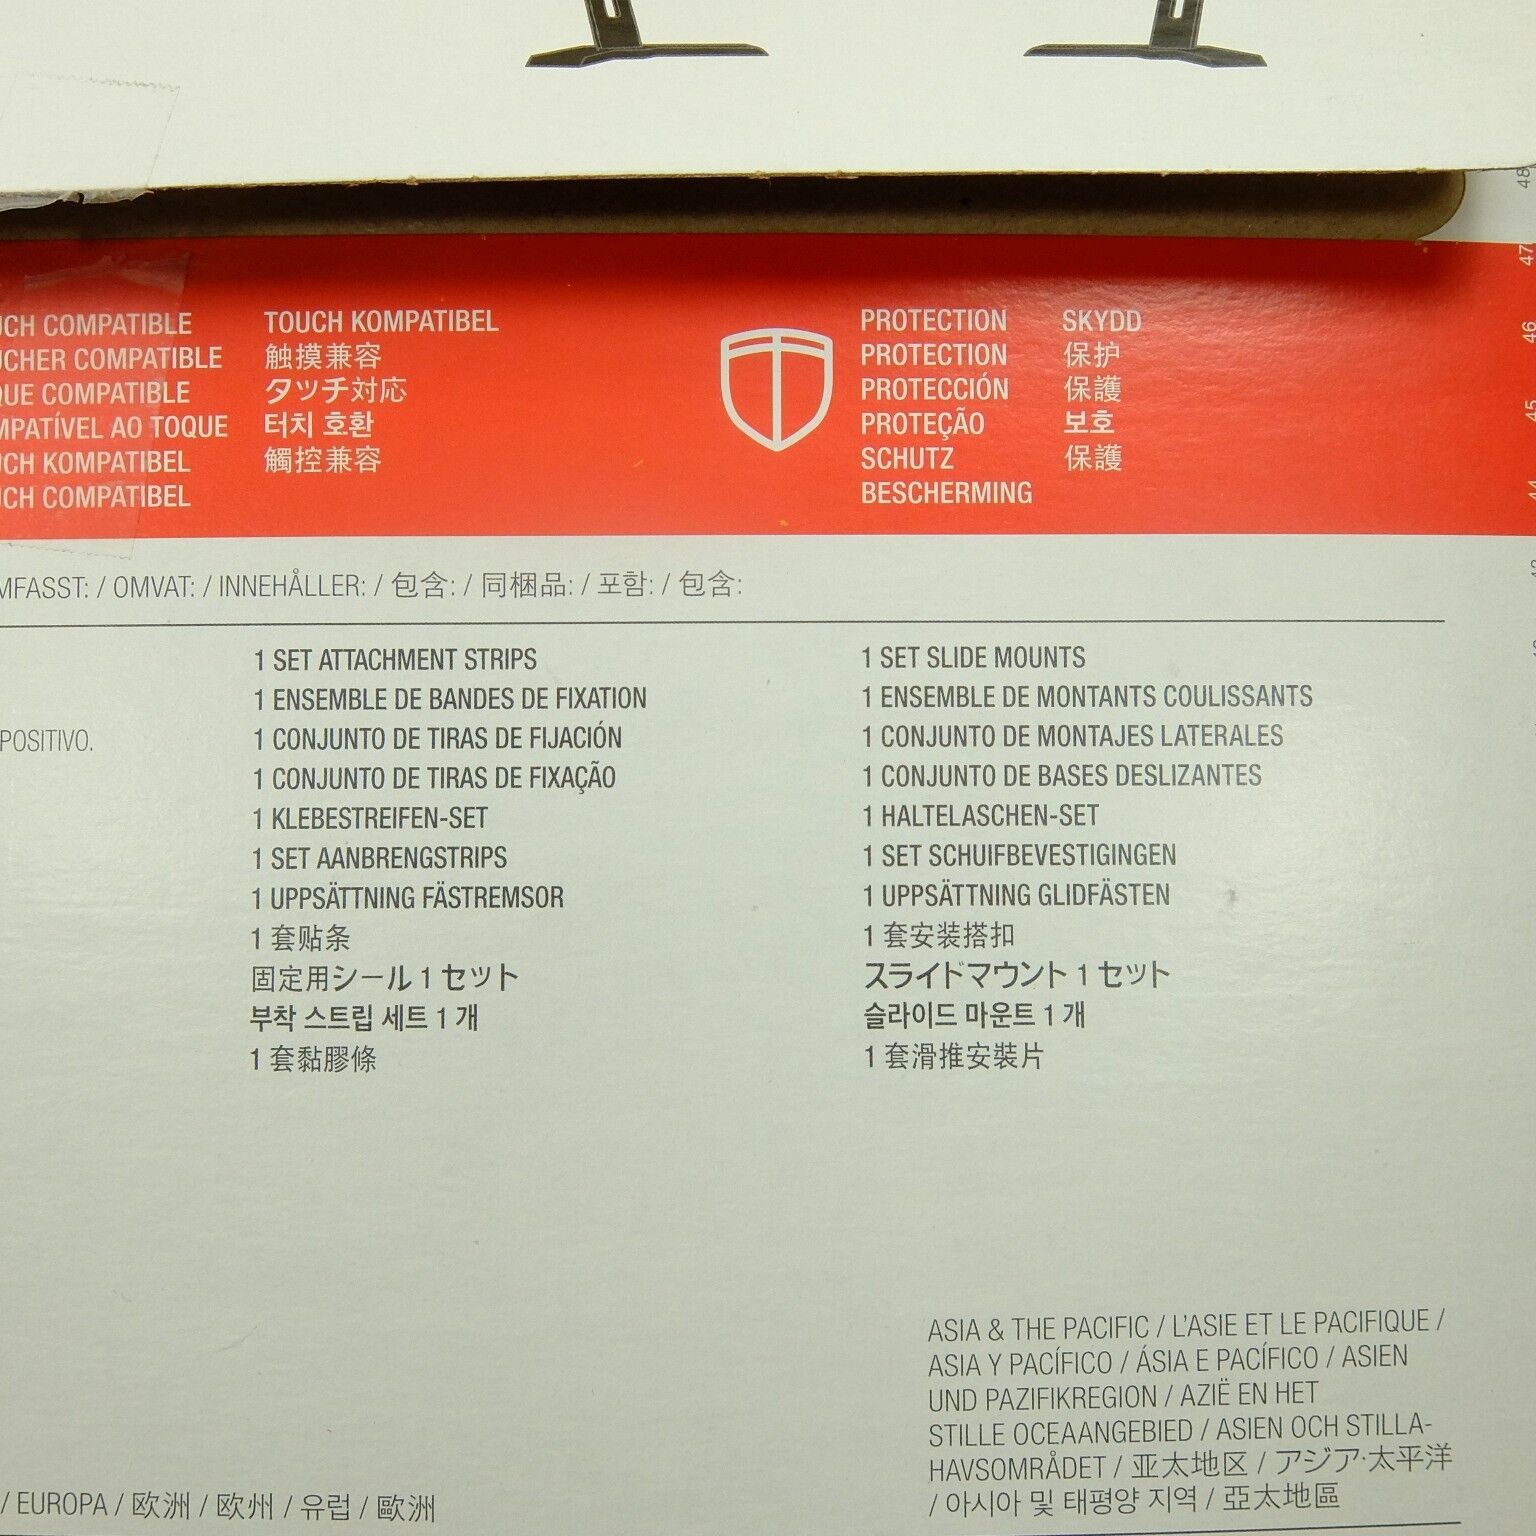 COMPATIBLE
COMPATIBLE
COMPATIBLE
AO TOQUE
KOMPATIBEL
COMPATIBEL
TOUCH KOMPATIBEL
触摸兼容
タッチ対応
터치 호환
觸控兼容
PROTECTION
PROTECTION
PROTECCIÓN
PROTEÇÃO
SCHUTZ
BESCHERMING
SKYDD
保护
保護
보호
保護
/ OMVAT: / INNEHÅLLER: / 包含: / 同梱品: / 포함: / 包含:
1 SET ATTACHMENT STRIPS
1 ENSEMBLE DE BANDES DE FIXATION
1 CONJUNTO DE TIRAS DE FIJACIÓN
1 CONJUNTO DE TIRAS DE FIXAÇÃO
1 KLEBESTREIFEN-SET
1 SET AANBRENGSTRIPS
1 UPPSÄTTNING FÄSTREMSOR
1 套贴条
固定用シール 1 セット
부착 스트립 세트 1 개
1 套黏膠條
1 SET SLIDE MOUNTS
1 ENSEMBLE DE MONTANTS COULISSANTS
1 CONJUNTO DE MONTAJES LATERALES
1 CONJUNTO DE BASES DESLIZANTES
1 HALTELASCHEN-SET
1 SET SCHUIFBEVESTIGINGEN
1 UPPSÄTTNING GLIDFÄSTEN
1 套安装搭扣
スライドマウント 1 セット
슬라이드 마운트 1 개
1 套滑推安裝片
ASIA & THE PACIFIC / L'ASIE ET LE PACIFIQUE /
ASIA Y PACÍFICO / ÁSIA E PACÍFICO / ASIEN
UND PAZIFIKREGION / AZIË EN HET
STILLE OCEAANGEBIED / ASIEN OCH STILLA-
HAVSOMRÅDET / 亚太地区 / アジア·太平洋
/ 아시아 및 태평양 지역 / 亞太地區
/ EUROPA / 欧洲 / 欧州 / 유럽 / 歐洲
48
47
46
45
44